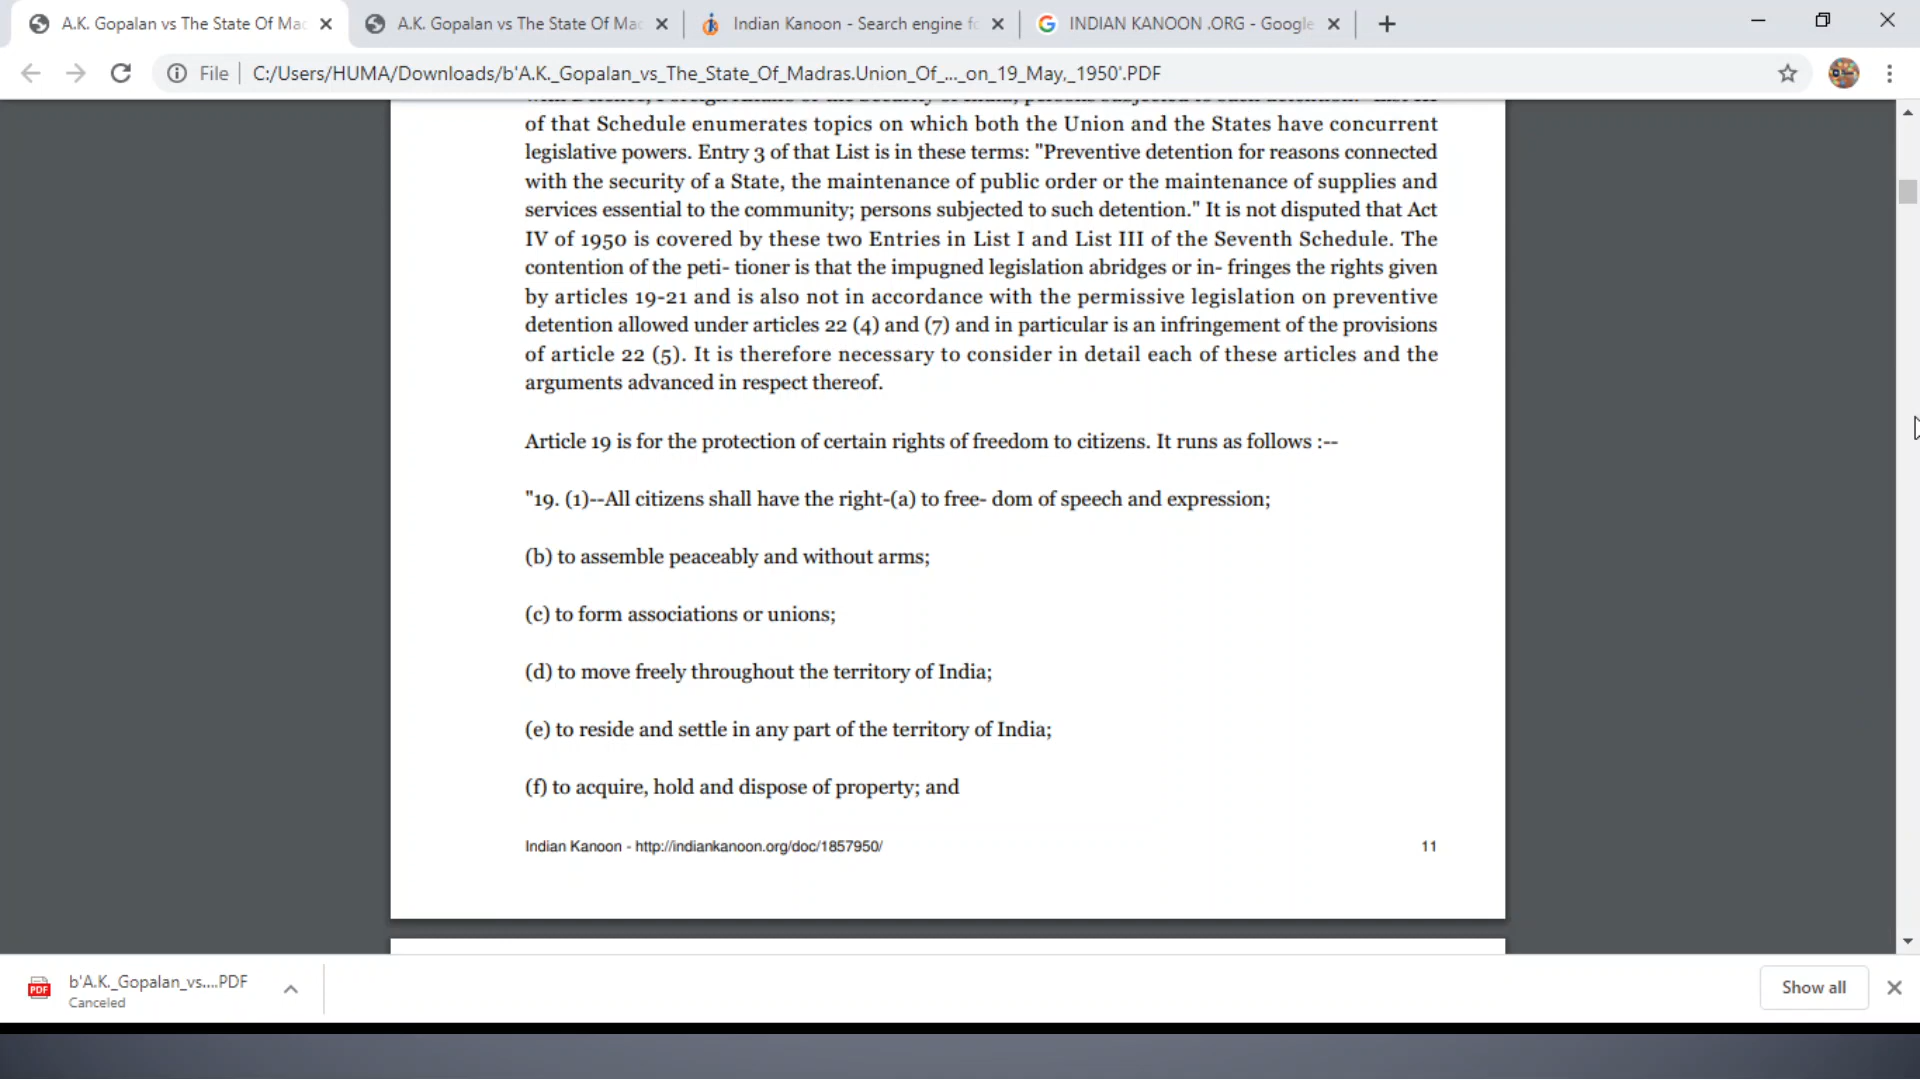 A.K. Gopalan vs The State Of Mac
A.K. Gopalan vs The State Of Mac
Indian Kanoon - Search engine fo
INDIAN KANOON .ORG - Google
File
C:/Users/HUMA/Downloads/b'A.K._Gopalan_vs_The_State_Of_Madras.Union_Of_..._on_19_May,_1950'.PDF
of that Schedule enumerates topics on which both the Union and the States have concurrent
legislative powers. Entry 3 of that List is in these terms: "Preventive detention for reasons connected
with the security of a State, the maintenance of public order or the maintenance of supplies and
services essential to the community; persons subjected to such detention." It is not disputed that Act
IV of 1950 is covered by these two Entries in List I and List III of the Seventh Schedule. The
contention of the peti- tioner is that the impugned legislation abridges or in- fringes the rights given
by articles 19-21 and is also not in accordance with the permissive legislation on preventive
detention allowed under articles 22 (4) and (7) and in particular is an infringement of the provisions
of article 22 (5). It is therefore necessary to consider in detail each of these articles and the
arguments advanced in respect thereof.
Article 19 is for the protection of certain rights of freedom to citizens. It runs as follows :--
"19. (1)--All citizens shall have the right-(a) to free- dom of speech and expression;
(b) to assemble peaceably and without arms;
(c) to form associations or unions;
(d) to move freely throughout the territory of India;
(e) to reside and settle in any part of the territory of India;
(f) to acquire, hold and dispose of property; and
Indian Kanoon - http://indiankanoon.org/doc/1857950/
11
b'A.K._Gopalan_vs....PDF
Canceled
Show all